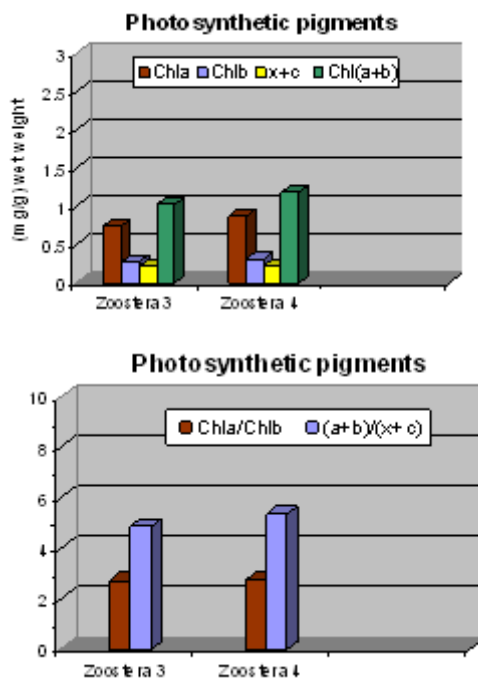 Photosynthetic pigments
Chla Chlb x+c Chl(a+b)
(mg/g) wet weight
3
2.5
2
1.5
1
0.5
0
Zoostera 3 Zoostera 4
Photosynthetic pigments
Chla/Chlb (a+b)/(x+c)
10
8
6
4
2
0
Zoostera 3 Zoostera 4